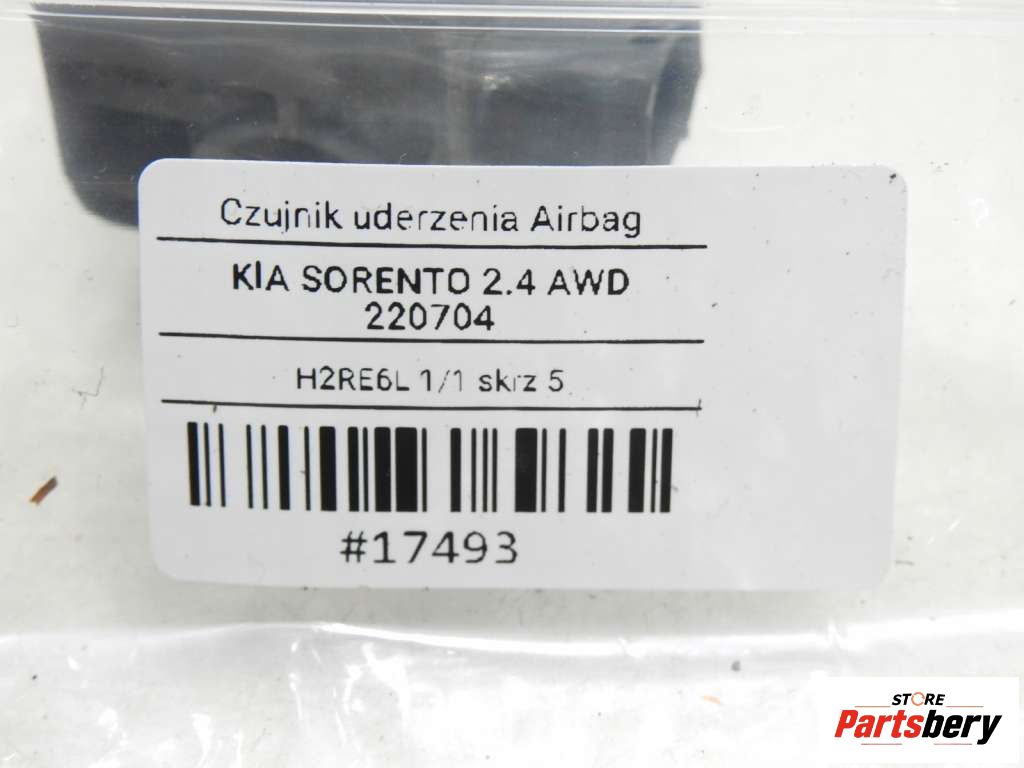 Czujnik uderzenia Airbag
KIA SORENTO 2.4 AWD
220704
H2RE6L 1/1 skrz 5
#17493
STORE
Partsbery